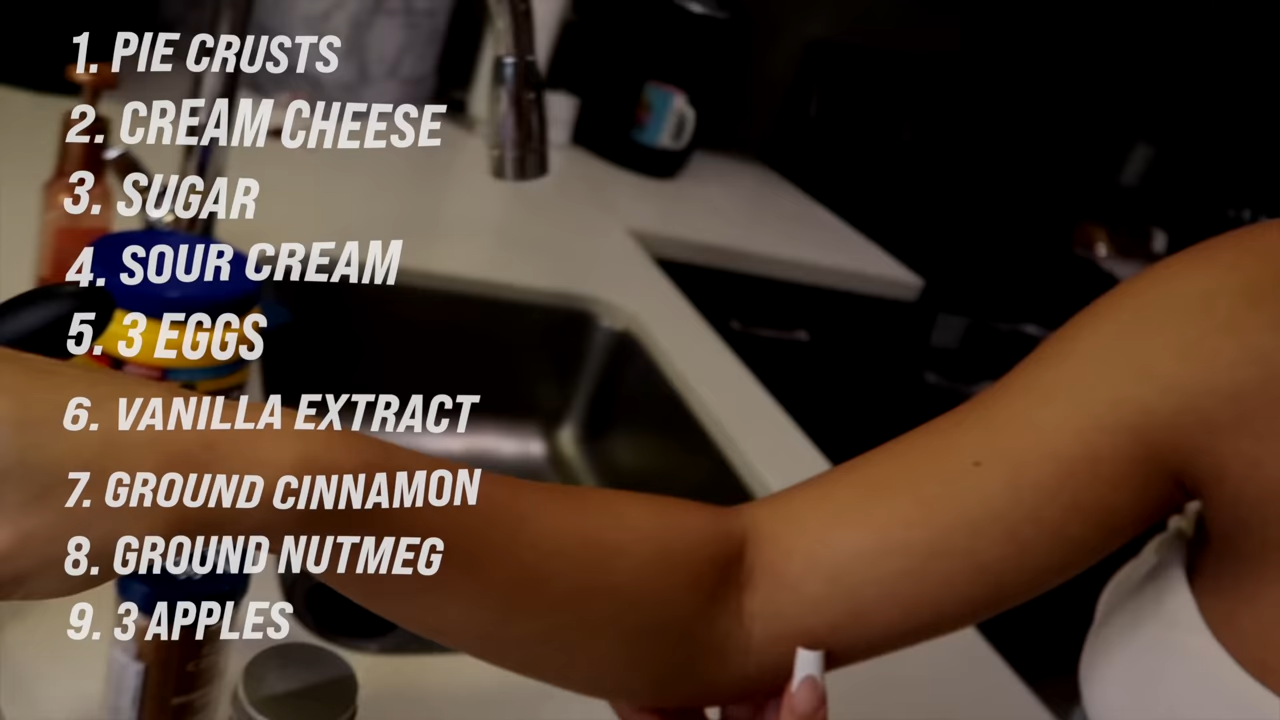 1. PIE CRUSTS
2. CREAM CHEESE
3. SUGAR
4. SOUR CREAM
5. 3 EGGS
6. VANILLA EXTRACT
7. GROUND CINNAMON
8. GROUND NUTMEG
9. 3 APPLES